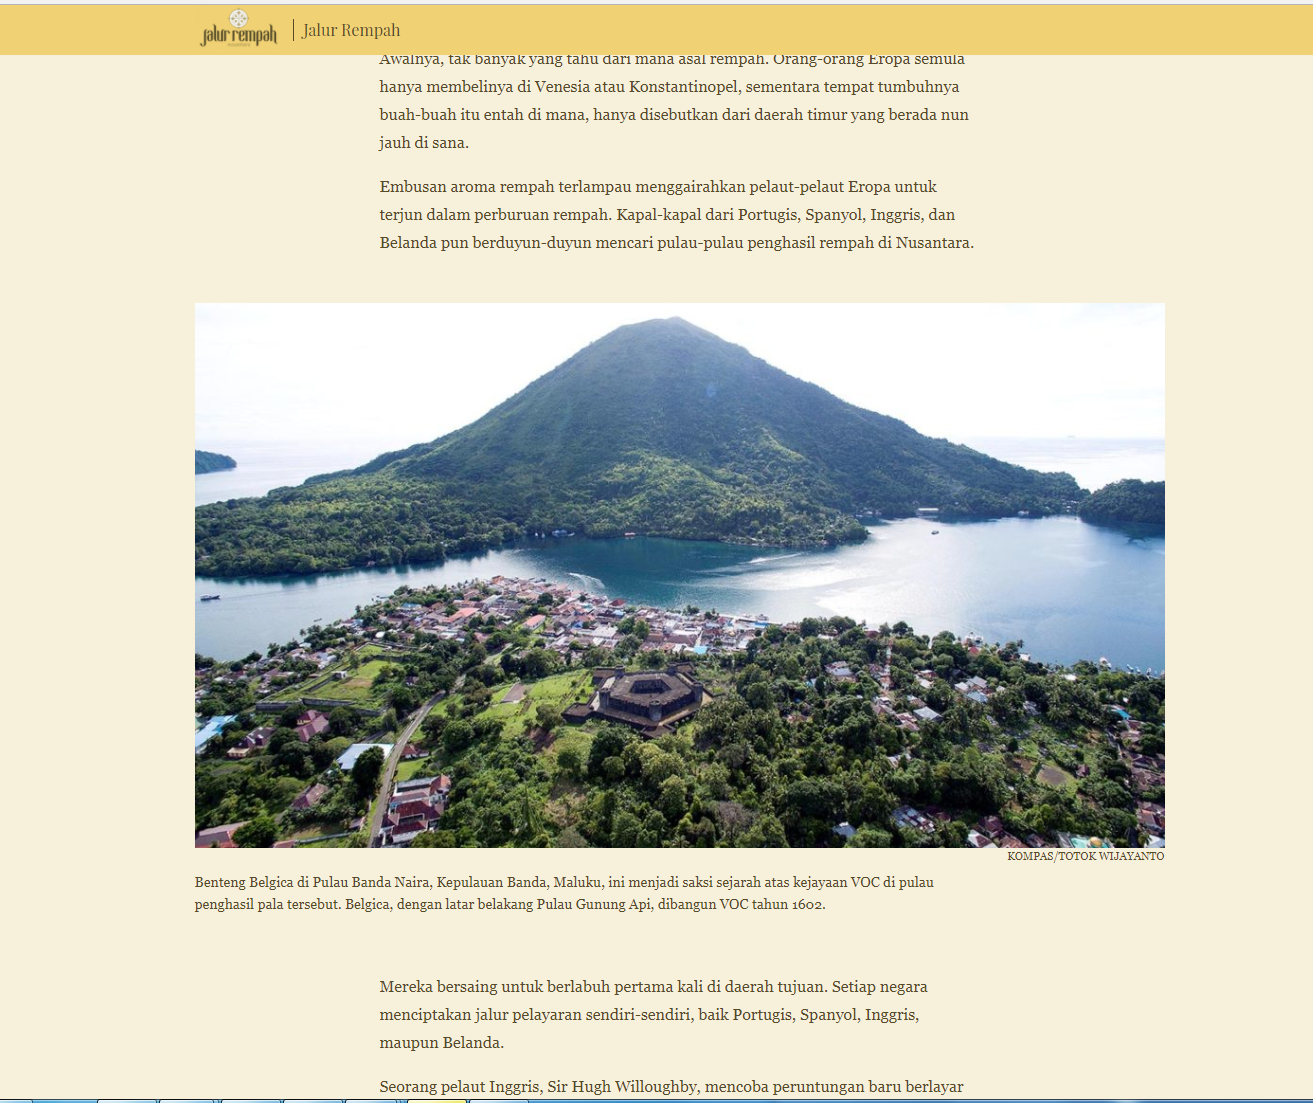 jalur rempah
Jalur Rempah
Awalnya, tak banyak yang tahu dari mana asal rempah. Orang-orang Eropa semula
hanya membelinya di Venesia atau Konstantinopel, sementara tempat tumbuhnya
buah-buah itu entah di mana, hanya disebutkan dari daerah timur yang berada nun
jauh di sana.
Embusan aroma rempah terlampau menggairahkan pelaut-pelaut Eropa untuk
terjun dalam perburuan rempah. Kapal-kapal dari Portugis, Spanyol, Inggris, dan
Belanda pun berduyun-duyun mencari pulau-pulau penghasil rempah di Nusantara.
KOMPAS/TOTOK WIJAYANTO
Benteng Belgica di Pulau Banda Naira, Kepulauan Banda, Maluku, ini menjadi saksi sejarah atas kejayaan VOC di pulau
penghasil pala tersebut. Belgica, dengan latar belakang Pulau Gunung Api, dibangun VOC tahun 1602.
Mereka bersaing untuk berlabuh pertama kali di daerah tujuan. Setiap negara
menciptakan jalur pelayaran sendiri-sendiri, baik Portugis, Spanyol, Inggris,
maupun Belanda.
Seorang pelaut Inggris, Sir Hugh Willoughby, mencoba peruntungan baru berlayar